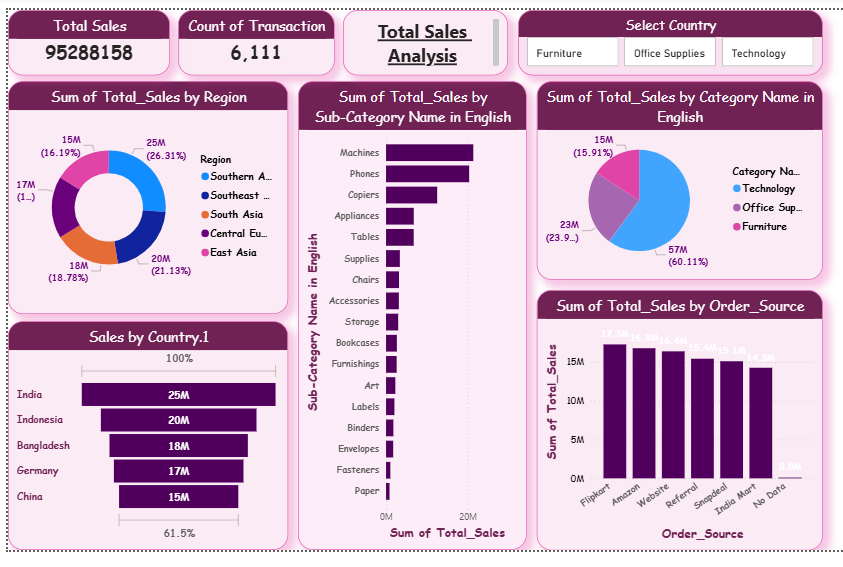 Total Sales
95288158
Count of Transaction
6,111
Total Sales
Analysis
Select Country
Furniture
Office Supplies
Technology
Sum of Total_Sales by Region
15M
(16.19%)
25M
(26.31%)
17M
(1...)
18M
(18.78%)
20M
(21.13%)
Region
Southern A...
Southeast ...
South Asia
Central Eu...
East Asia
Sales by Country.1
100%
India
25M
Indonesia
20M
Bangladesh
18M
Germany
17M
China
15M
61.5%
Sum of Total_Sales by
Sub-Category Name in English
Sub-Category Name in English
Machines
Phones
Copiers
Appliances
Tables
Supplies
Chairs
Accessories
Storage
Bookcases
Furnishings
Art
Labels
Binders
Envelopes
Fasteners
Paper
0M
20M
Sum of Total_Sales
Sum of Total_Sales by Category Name in
English
15M
(15.91%)
23M
(23.9...)
57M
(60.11%)
Category Na...
Technology
Office Sup...
Furniture
Sum of Total_Sales by Order_Source
Sum of Total_Sales
15M
10M
5M
0M
17.3M
16.8M
16.4M
15.4M
15.1M
14.3M
0.0M
Flipkart
Amazon
Website
Referral
Snapdeal
India Mart
No Data
Order_Source